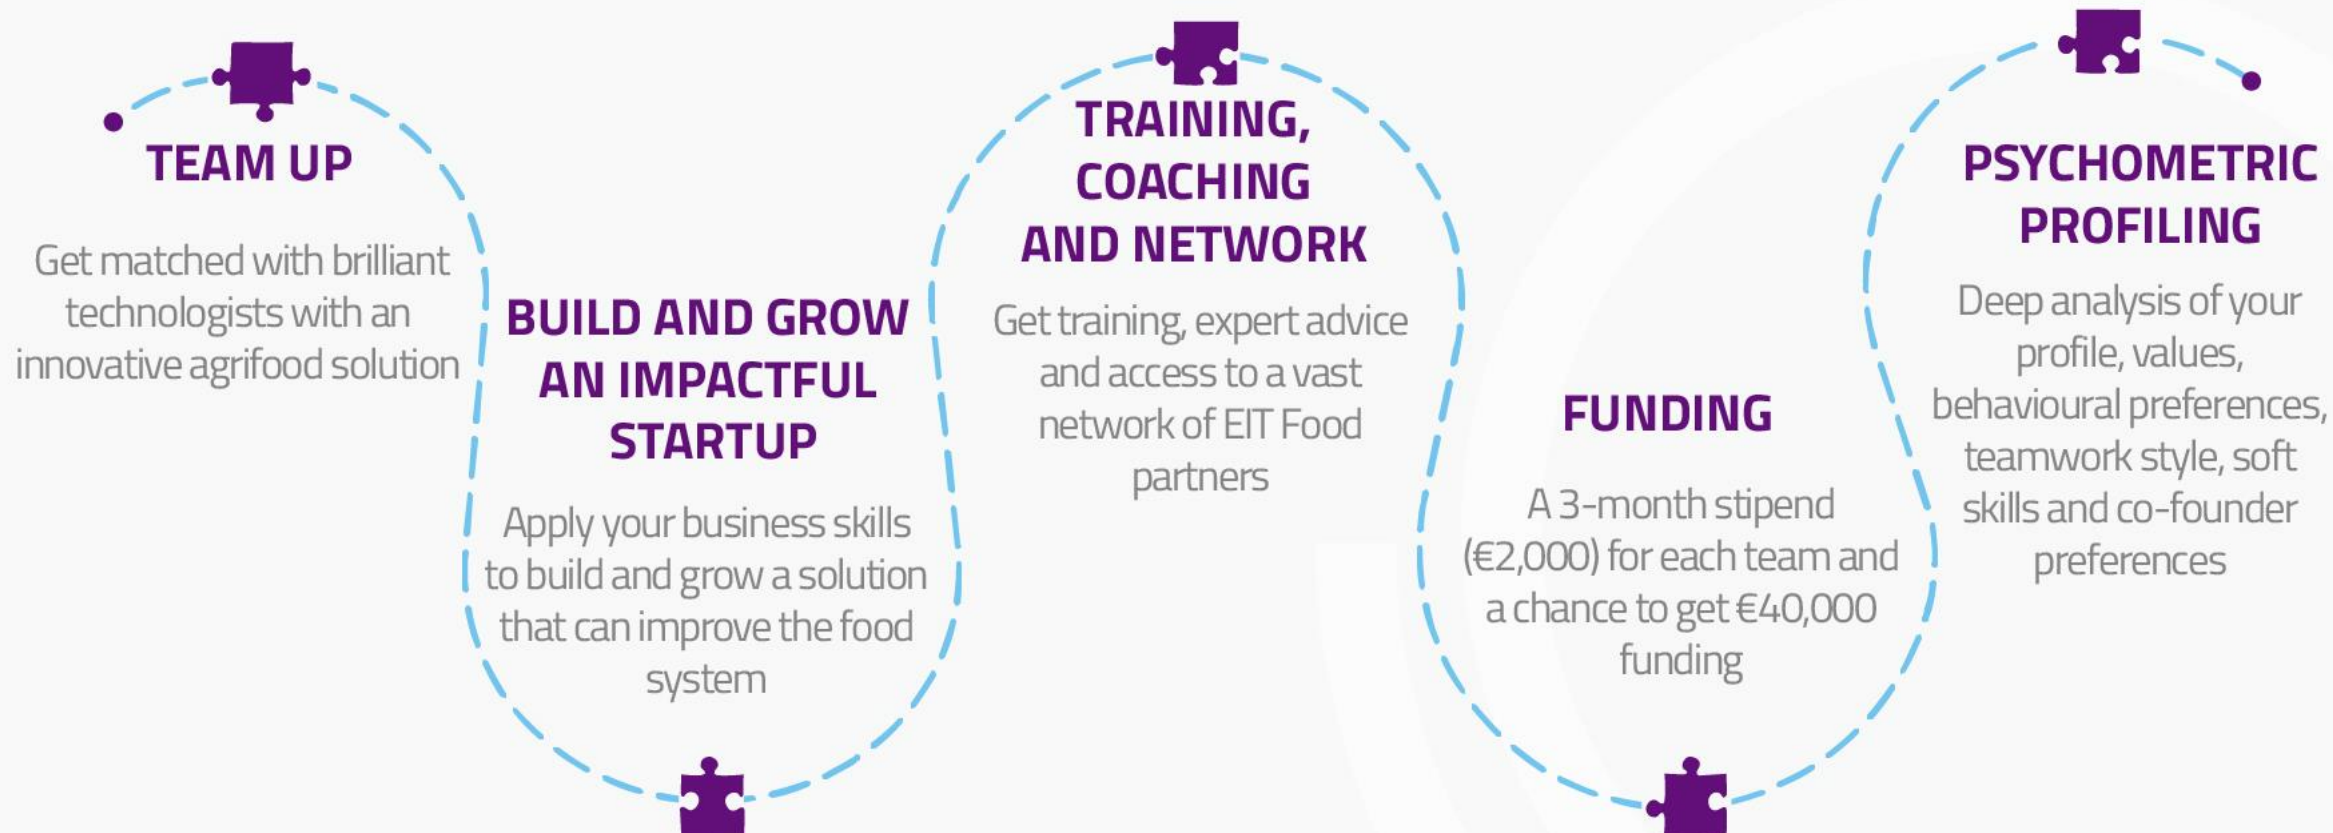 TEAM UP
Get matched with brilliant
technologists with an
innovative agrifood solution
BUILD AND GROW
AN IMPACTFUL
STARTUP
Apply your business skills
to build and grow a solution
that can improve the food
system
TRAINING,
COACHING
AND NETWORK
Get training, expert advice
and access to a vast
network of EIT Food
partners
FUNDING
A 3-month stipend
(€2,000) for each team and
a chance to get €40,000
funding
PSYCHOMETRIC
PROFILING
Deep analysis of your
profile, values,
behavioural preferences,
teamwork style, soft
skills and co-founder
preferences